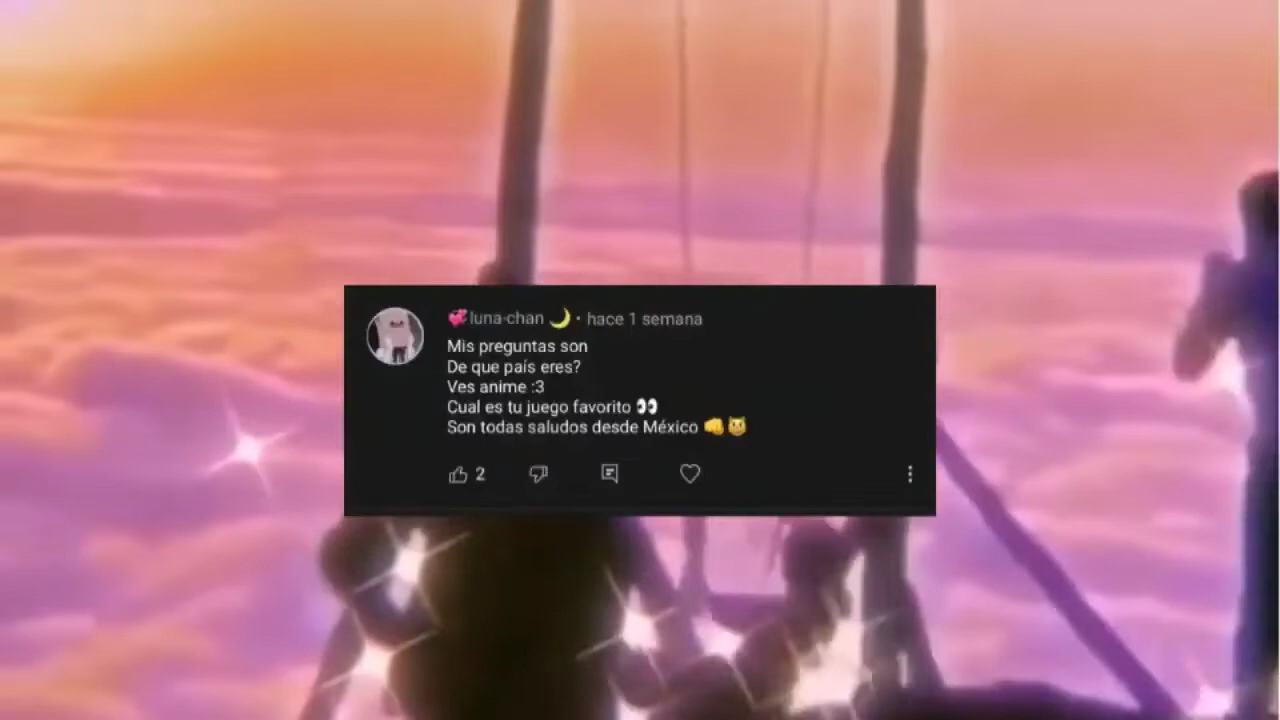 💞luna-chan 🌙 · hace 1 semana
Mis preguntas son
De que país eres?
Ves anime :3
Cual es tu juego favorito 👀
Son todas saludos desde México 👊😺
2